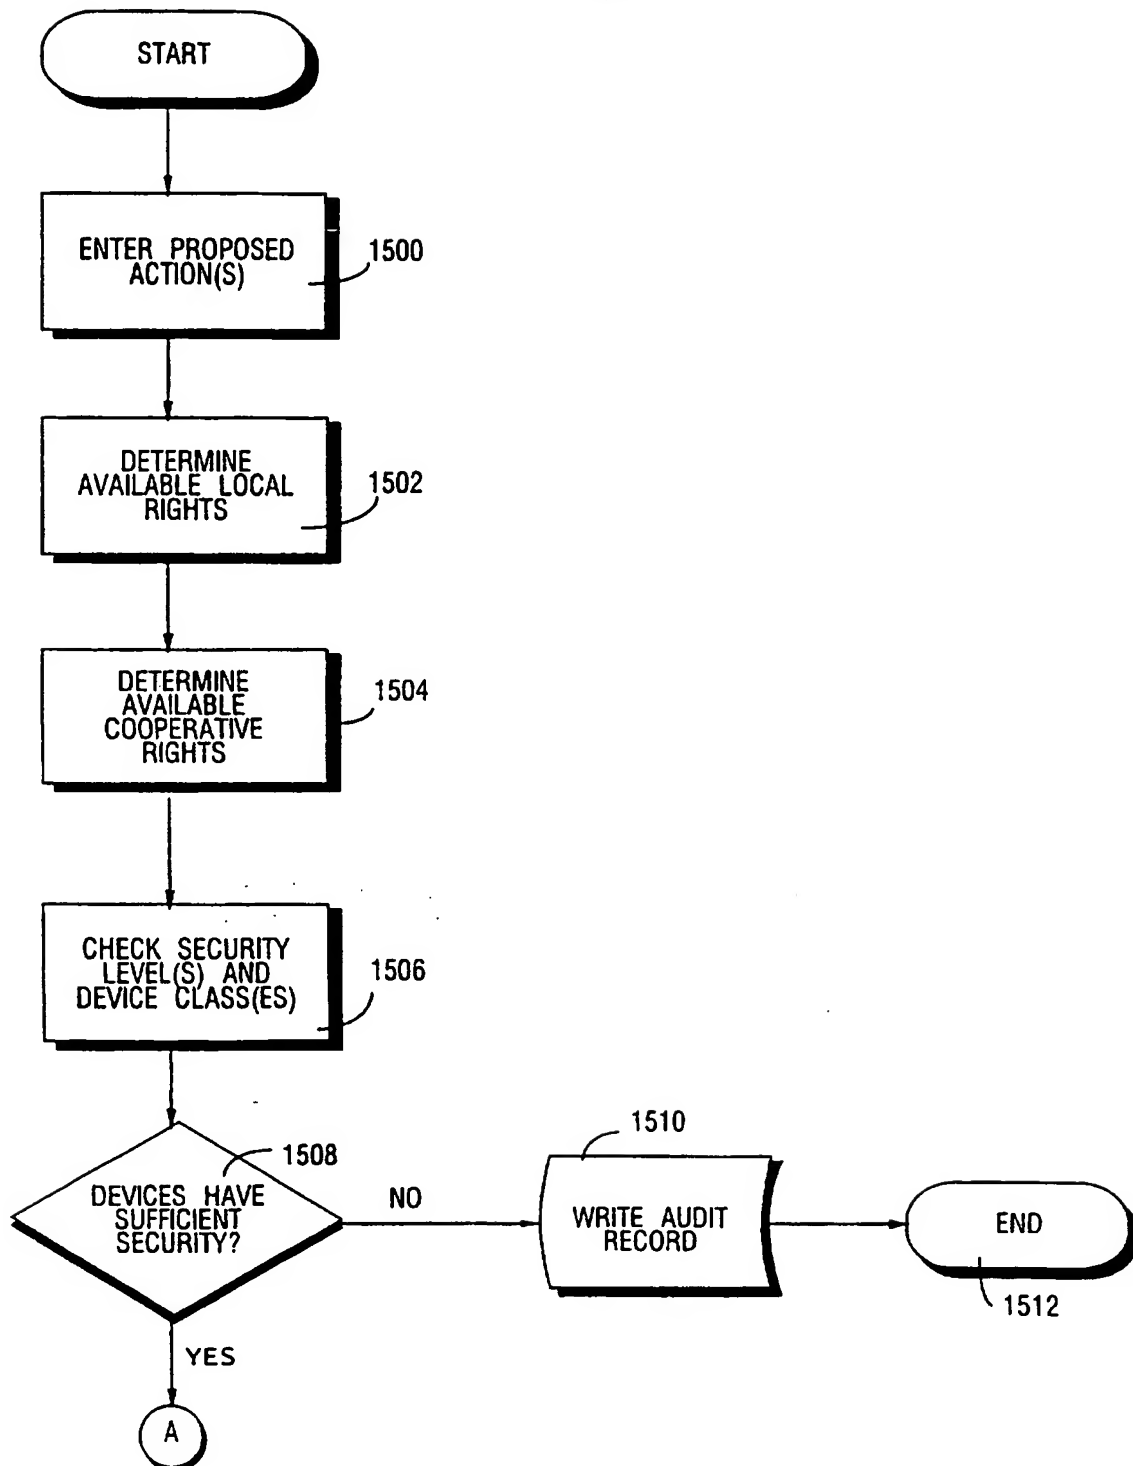 START
ENTER PROPOSED
ACTION(S)
1500
DETERMINE
AVAILABLE LOCAL
RIGHTS
1502
DETERMINE
AVAILABLE
COOPERATIVE
RIGHTS
1504
CHECK SECURITY
LEVEL(S) AND
DEVICE CLASS(ES)
1506
1508
DEVICES HAVE
SUFFICIENT
SECURITY?
NO
1510
WRITE AUDIT
RECORD
END
1512
YES
A